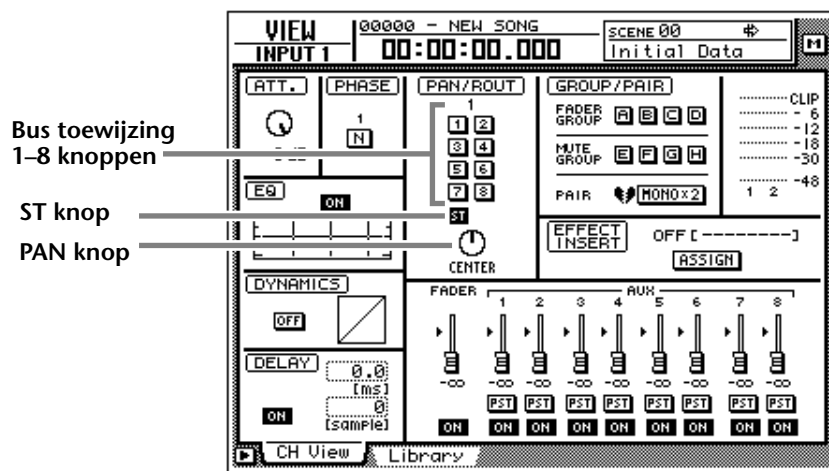 VIEW
INPUT 1
00000 - NEW SONG
00:00:00.000
SCENE 00
Initial Data
M
Bus toewijzing
1–8 knoppen
ST knop
PAN knop
ATT.
PHASE
1
N
PAN/ROUT
1
1 2
3 4
5 6
7 8
ST
CENTER
GROUP/PAIR
FADER
GROUP A B C D
MUTE
GROUP E F G H
PAIR MONO×2
CLIP
- 6
-12
-18
-30
-48
1 2
EQ
ON
EFFECT
INSERT
OFF [---------]
ASSIGN
DYNAMICS
OFF
DELAY
0.0
[ms]
0
[sample]
ON
FADER
AUX
1 2 3 4 5 6 7 8
-∞ -∞ -∞ -∞ -∞ -∞ -∞ -∞ -∞
PST PST PST PST PST PST PST PST
ON ON ON ON ON ON ON ON ON
CH View
Library